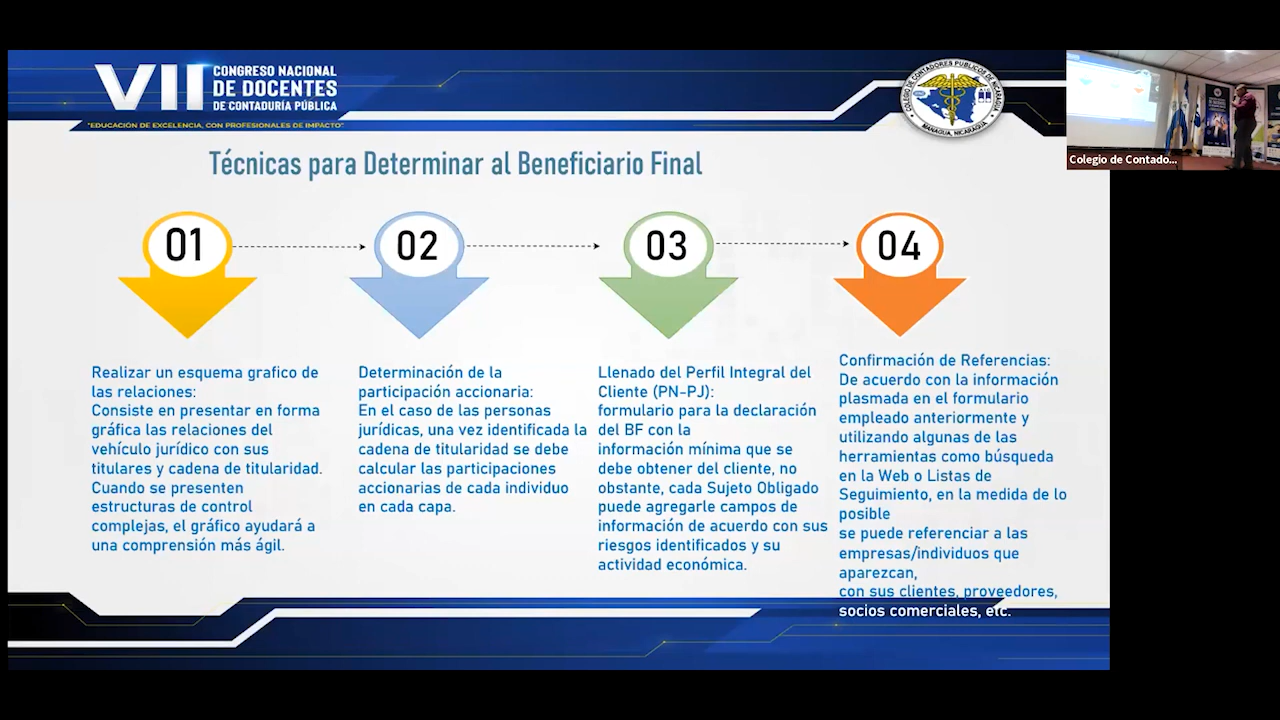 VII
CONGRESO NACIONAL
DE DOCENTES
DE CONTADURÍA PÚBLICA
"EDUCACIÓN DE EXCELENCIA, CON PROFESIONALES DE IMPACTO"
COLEGIO DE CONTADORES PUBLICOS DE NICARAGUA
MANAGUA, NICARAGUA
Colegio de Contado...
Técnicas para Determinar al Beneficiario Final
01
02
03
04
Realizar un esquema grafico de
las relaciones:
Consiste en presentar en forma
gráfica las relaciones del
vehículo jurídico con sus
titulares y cadena de titularidad.
Cuando se presenten
estructuras de control
complejas, el gráfico ayudará a
una comprensión más ágil.
Determinación de la
participación accionaria:
En el caso de las personas
jurídicas, una vez identificada la
cadena de titularidad se debe
calcular las participaciones
accionarias de cada individuo
en cada capa.
Llenado del Perfil Integral del
Cliente (PN-PJ):
formulario para la declaración
del BF con la
información mínima que se
debe obtener del cliente, no
obstante, cada Sujeto Obligado
puede agregarle campos de
información de acuerdo con sus
riesgos identificados y su
actividad económica.
Confirmación de Referencias:
De acuerdo con la información
plasmada en el formulario
empleado anteriormente y
utilizando algunas de las
herramientas como búsqueda
en la Web o Listas de
Seguimiento, en la medida de lo
posible
se puede referenciar a las
empresas/individuos que
aparezcan,
con sus clientes, proveedores,
socios comerciales, etc.